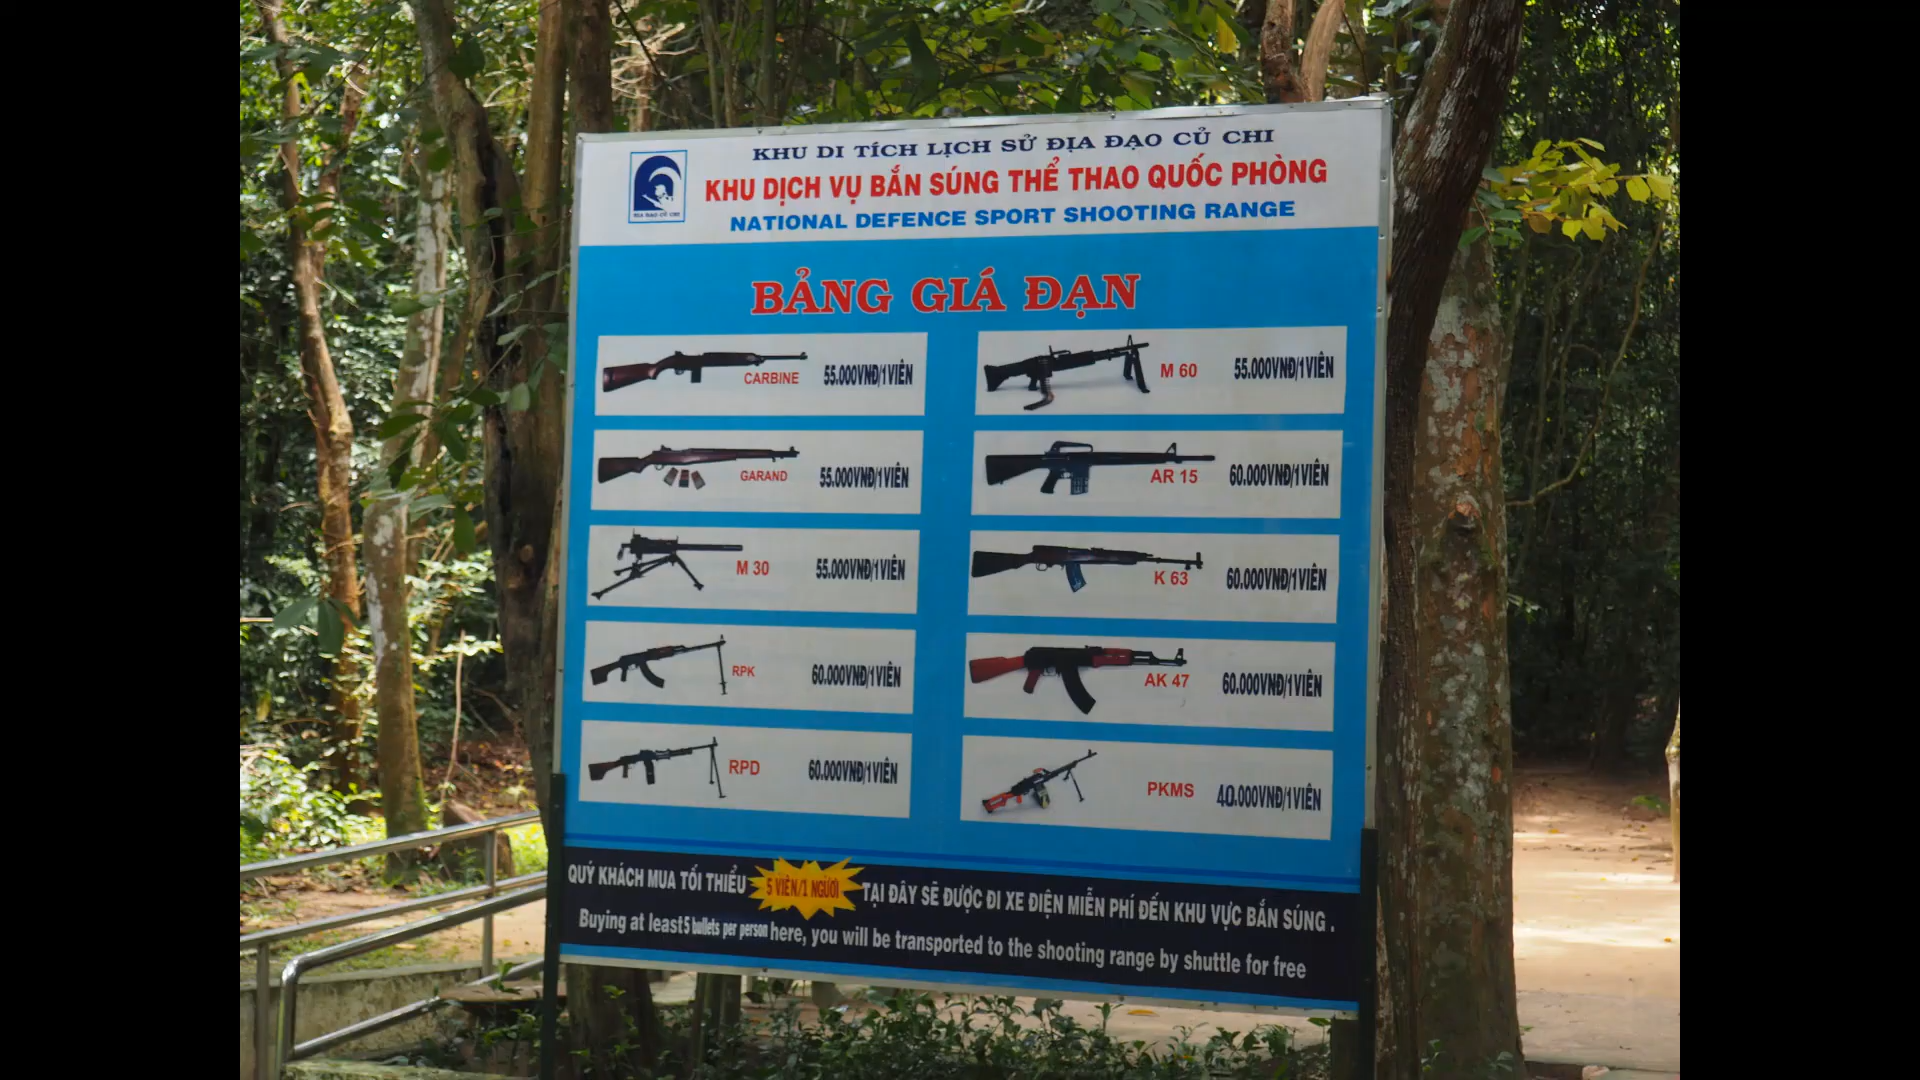 KHU DI TÍCH LỊCH SỬ ĐỊA ĐẠO CỦ CHI
KHU DỊCH VỤ BẮN SÚNG THỂ THAO QUỐC PHÒNG
NATIONAL DEFENCE SPORT SHOOTING RANGE
ĐỊA ĐẠO CỦ CHI
BẢNG GIÁ ĐẠN
CARBINE 55.000VNĐ/1VIÊN
M 60 55.000VNĐ/1VIÊN
GARAND 55.000VNĐ/1VIÊN
AR 15 60.000VNĐ/1VIÊN
M 30 55.000VNĐ/1VIÊN
K 63 60.000VNĐ/1VIÊN
RPK 60.000VNĐ/1VIÊN
AK 47 60.000VNĐ/1VIÊN
RPD 60.000VNĐ/1VIÊN
PKMS 40.000VNĐ/1VIÊN
QUÝ KHÁCH MUA TỐI THIỂU 5 VIÊN/1 NGƯỜI TẠI ĐÂY SẼ ĐƯỢC ĐI XE ĐIỆN MIỄN PHÍ ĐẾN KHU VỰC BẮN SÚNG .
Buying at least 5 bullets per person here, you will be transported to the shooting range by shuttle for free